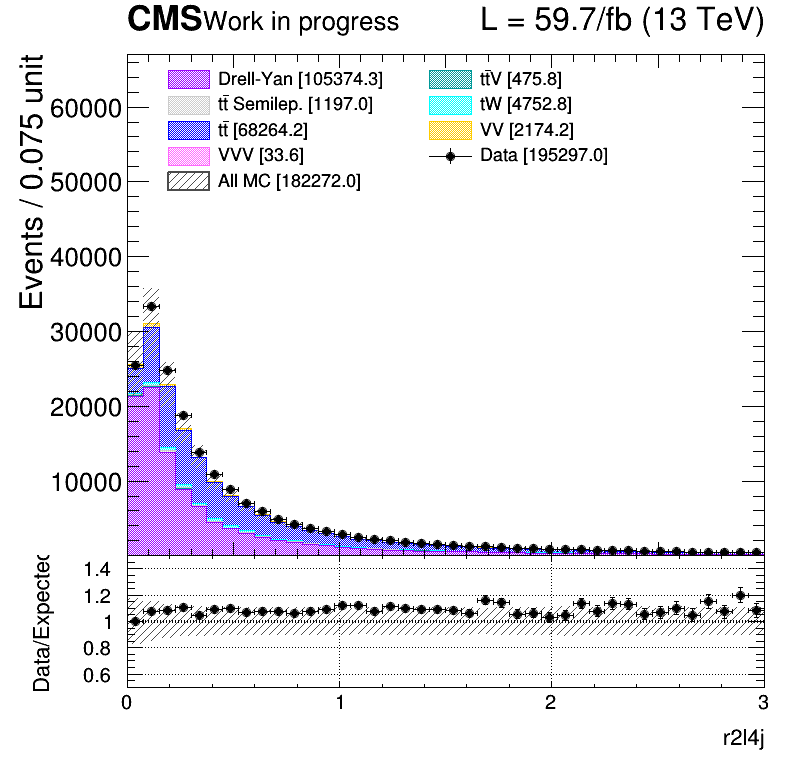 CMS Work in progress L = 59.7/fb (13 TeV)
Events / 0.075 unit
60000
50000
40000
30000
20000
10000
Drell-Yan [105374.3]
tt̄ Semilep. [1197.0]
tt̄ [68264.2]
VVV [33.6]
All MC [182272.0]
tt̄V [475.8]
tW [4752.8]
VV [2174.2]
Data [195297.0]
Data/Expected
1.4
1.2
1
0.8
0.6
0 1 2 3
r2l4j